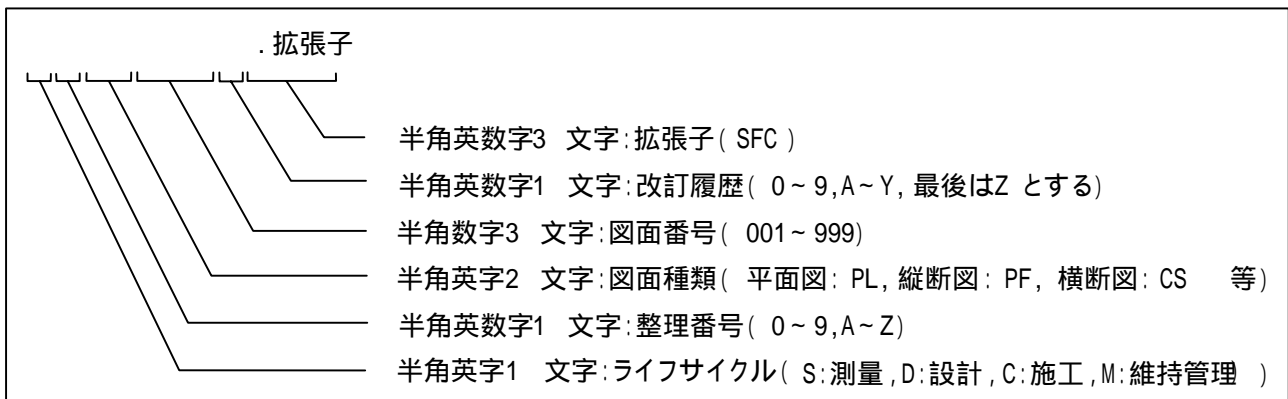 .拡張子
半角英数字3 文字:拡張子( SFC )
半角英数字1 文字:改訂履歴( 0~9,A~Y,最後はZ とする)
半角数字3 文字:図面番号( 001~999)
半角英字2 文字:図面種類( 平面図: PL, 縦断図: PF, 横断図: CS 等)
半角英数字1 文字:整理番号( 0~9,A~Z)
半角英字1 文字:ライフサイクル( S:測量,D:設計,C:施工,M:維持管理 )